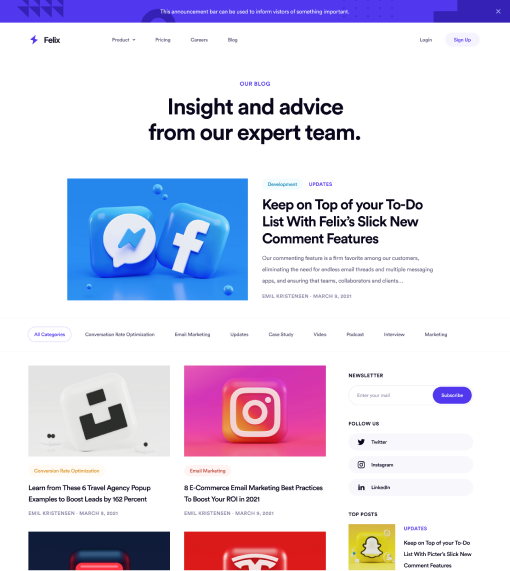 This announcement bar can be used to inform vistors of something important.
Felix
Product
Pricing
Careers
Blog
Login
Sign Up
OUR BLOG
Insight and advice
from our expert team.
Development
UPDATES
Keep on Top of your To-Do
List With Felix's Slick New
Comment Features
Our commenting feature is a firm favorite among our customers,
eliminating the need for endless email threads and multiple messaging
apps, and ensuring that teams, collaborators and clients...
EMIL KRISTENSEN · MARCH 9, 2021
All Categories
Conversation Rate Optimization
Email Marketing
Updates
Case Study
Video
Podcast
Interview
Marketing
Conversation Rate Optimization
Learn from These 6 Travel Agency Popup
Examples to Boost Leads by 162 Percent
EMIL KRISTENSEN · MARCH 9, 2021
Email Marketing
8 E-Commerce Email Marketing Best Practices
To Boost Your ROI in 2021
EMIL KRISTENSEN · MARCH 9, 2021
NEWSLETTER
Enter your mail
Subscribe
FOLLOW US
Twitter
Instagram
LinkedIn
TOP POSTS
UPDATES
Keep on Top of your To-Do
List With Picter's Slick New
Comment Features